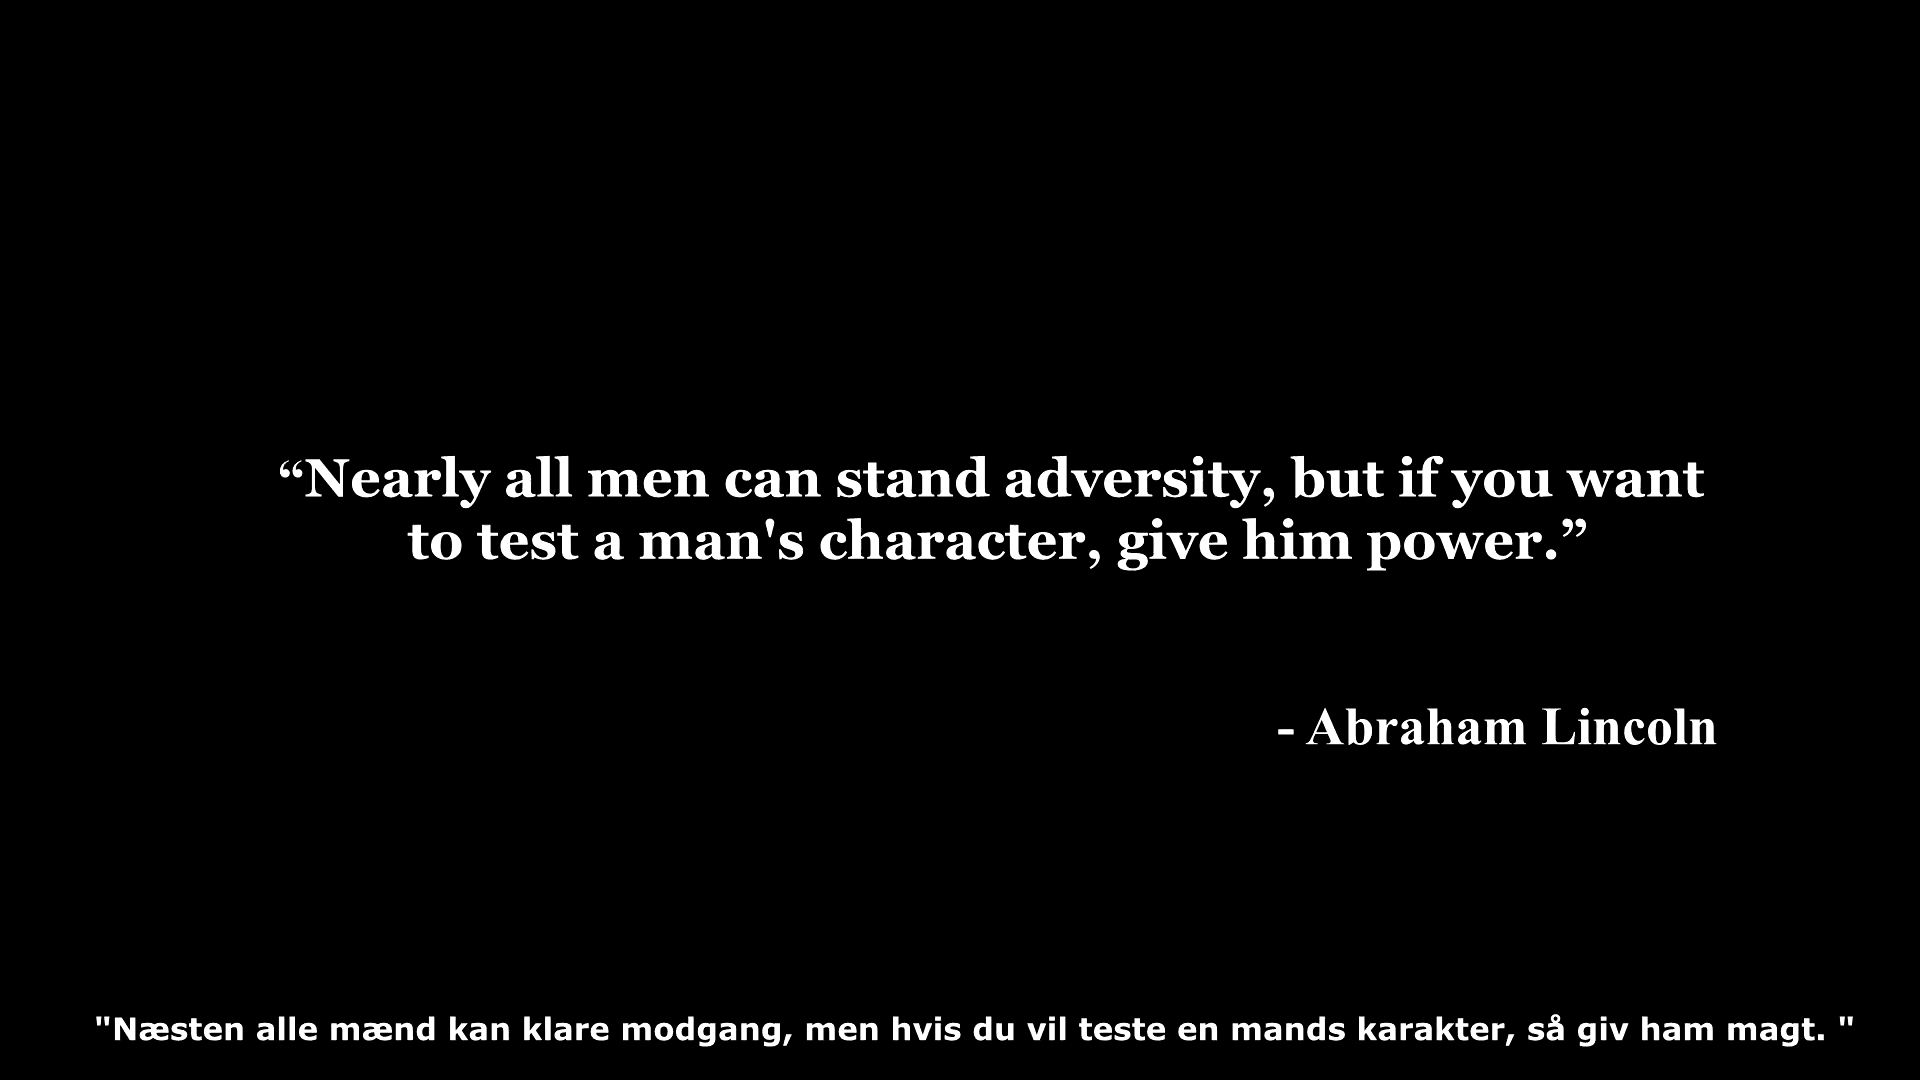 “Nearly all men can stand adversity, but if you want
to test a man's character, give him power.”
- Abraham Lincoln
"Næsten alle mænd kan klare modgang, men hvis du vil teste en mands karakter, så giv ham magt. "